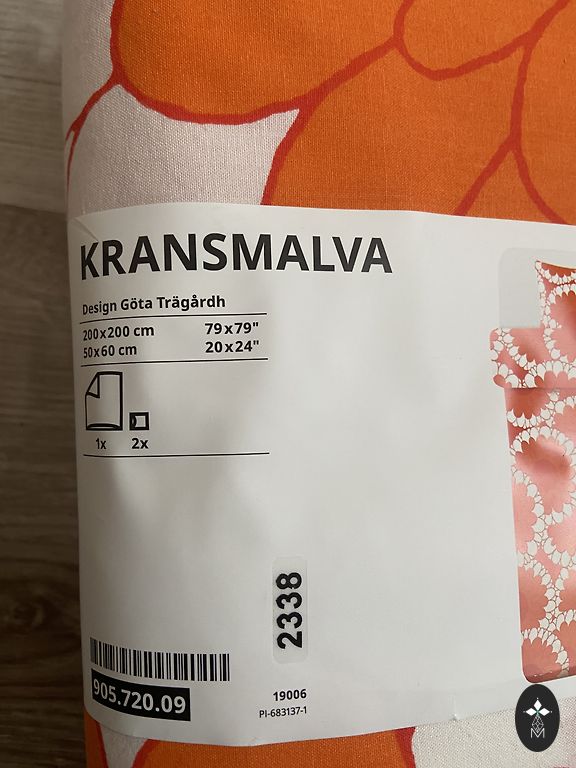 KRANSMALVA
Design Göta Trägårdh
200x200 cm 79x79"
50x60 cm 20x24"
1x 2x
2338
905.720.09
19006
PI-683137-1
M